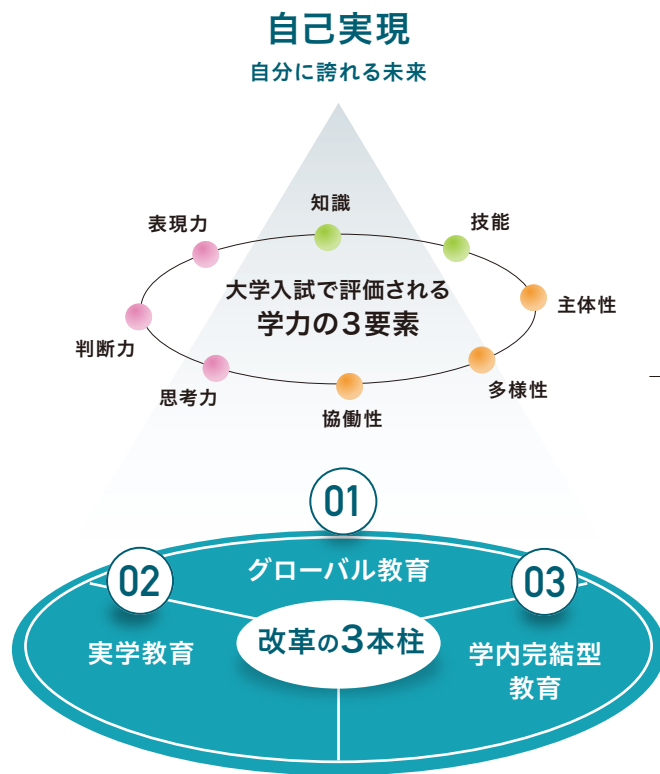 自己実現
自分に誇れる未来
知識
技能
表現力
大学入試で評価される
学力の3要素
主体性
判断力
思考力
協働性
多様性
01
グローバル教育
02
03
改革の3本柱
実学教育
学内完結型
教育